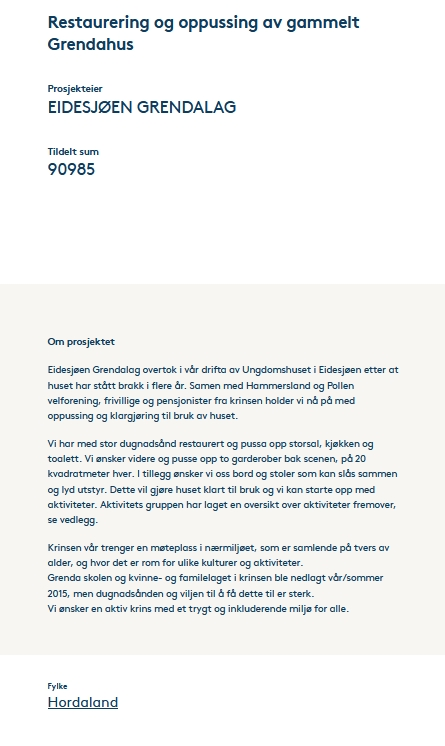 Restaurering og oppussing av gammelt
Grendahus
Prosjekteier
EIDESJØEN GRENDALAG
Tildelt sum
90985
Om prosjektet
Eidesjøen Grendalag overtok i vår drifta av Ungdomshuset i Eidesjøen etter at
huset har stått brakk i flere år. Samen med Hammersland og Pollen
velforening, frivillige og pensjonister fra krinsen holder vi nå på med
oppussing og klargjøring til bruk av huset.
Vi har med stor dugnadsånd restaurert og pussa opp storsal, kjøkken og
toalett. Vi ønsker videre og pusse opp to garderober bak scenen, på 20
kvadratmeter hver. I tillegg ønsker vi oss bord og stoler som kan slås sammen
og lyd utstyr. Dette vil gjøre huset klart til bruk og vi kan starte opp med
aktiviteter. Aktivitets gruppen har laget en oversikt over aktiviteter fremover,
se vedlegg.
Krinsen vår trenger en møteplass i nærmiljøet, som er samlende på tvers av
alder, og hvor det er rom for ulike kulturer og aktiviteter.
Grenda skolen og kvinne- og familelaget i krinsen ble nedlagt vår/sommer
2015, men dugnadsånden og viljen til å få dette til er sterk.
Vi ønsker en aktiv krins med et trygt og inkluderende miljø for alle.
Fylke
Hordaland